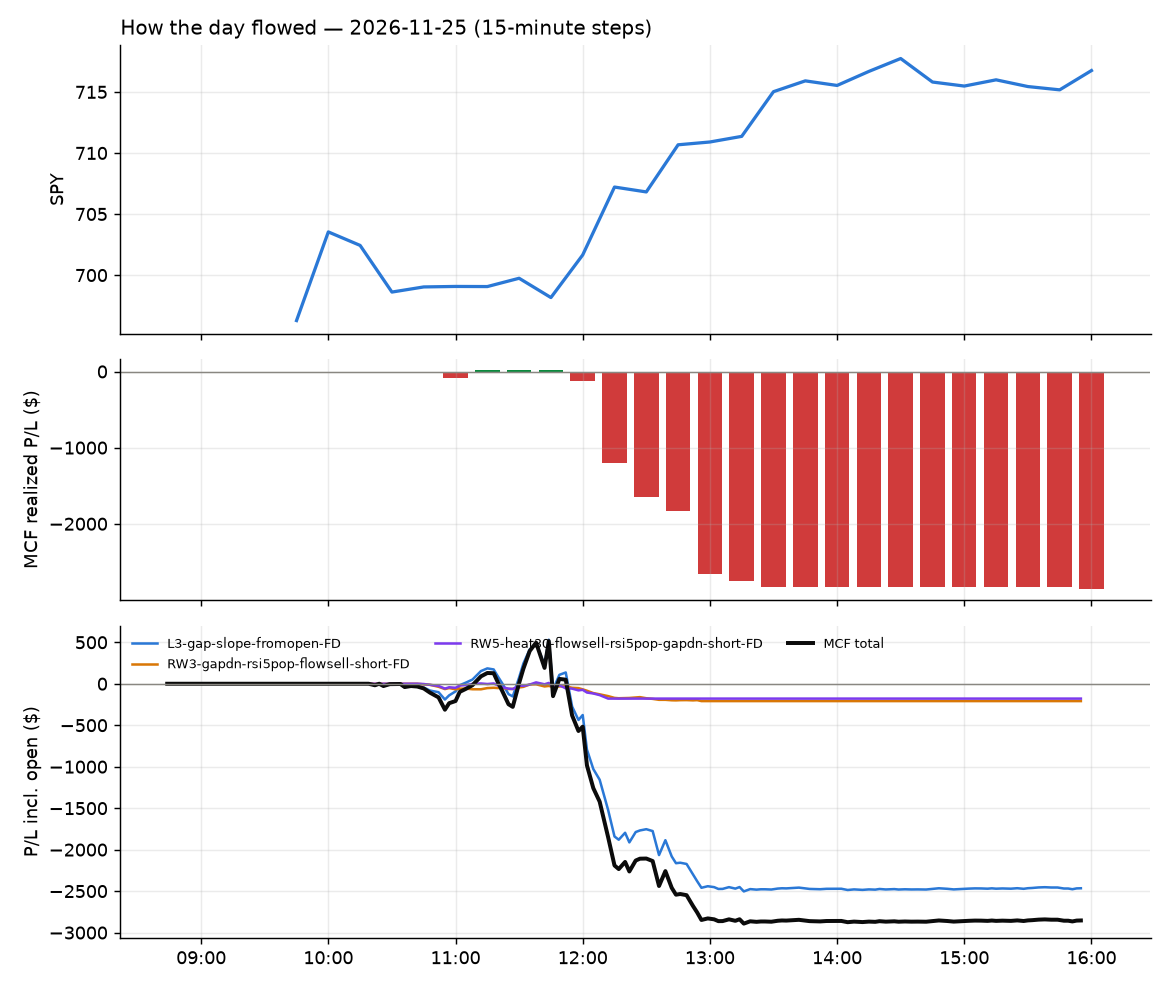 How the day flowed — 2026-11-25 (15-minute steps)
715
710
705
700
SPY
0
−1000
−2000
MCF realized P/L ($)
500
0
−500
−1000
−1500
−2000
−2500
−3000
P/L incl. open ($)
L3-gap-slope-fromopen-FD
RW3-gapdn-rsi5pop-flowsell-short-FD
RW5-heat80-flowsell-rsi5pop-gapdn-short-FD
MCF total
09:00 10:00 11:00 12:00 13:00 14:00 15:00 16:00